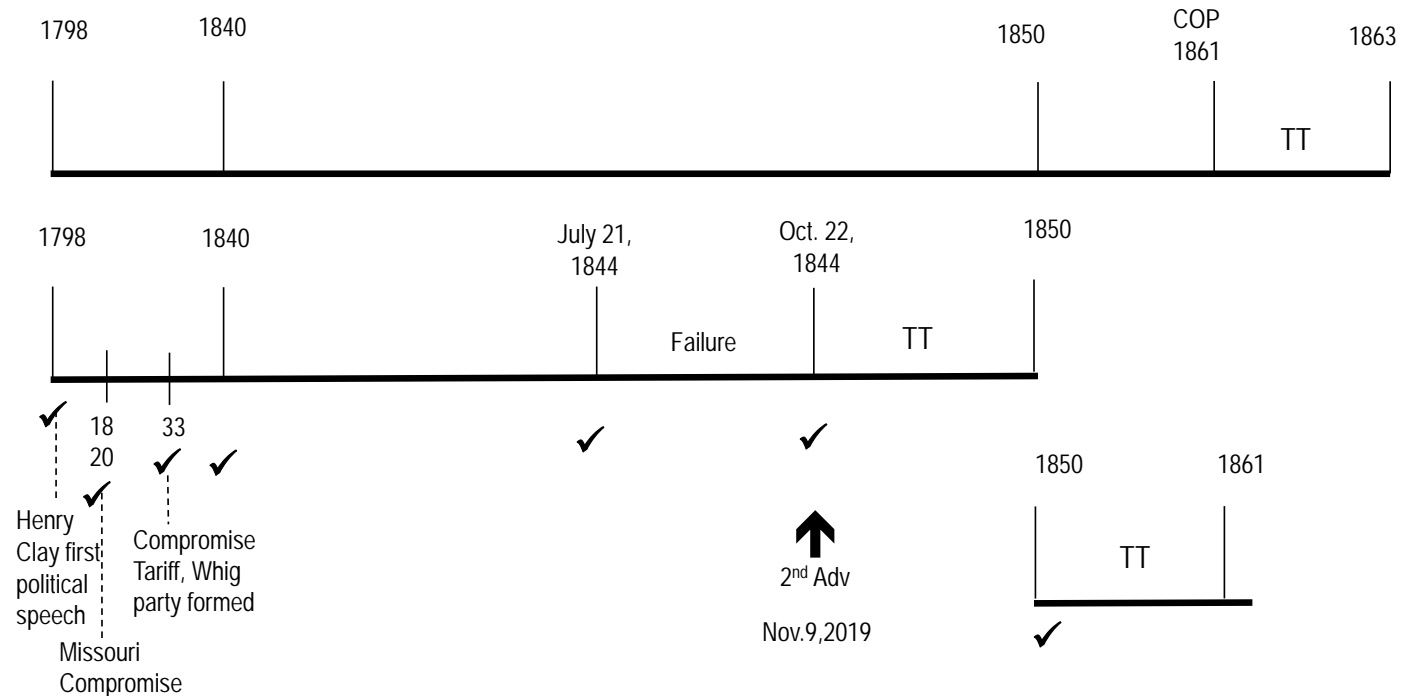 1798
1840
1850
COP
1861
1863
TT
1798
1840
July 21,
1844
Oct. 22,
1844
1850
Failure
TT
18
20
33
1850
1861
Henry
Clay first
political
speech
Compromise
Tariff, Whig
party formed
TT
2nd Adv
Nov.9,2019
Missouri
Compromise